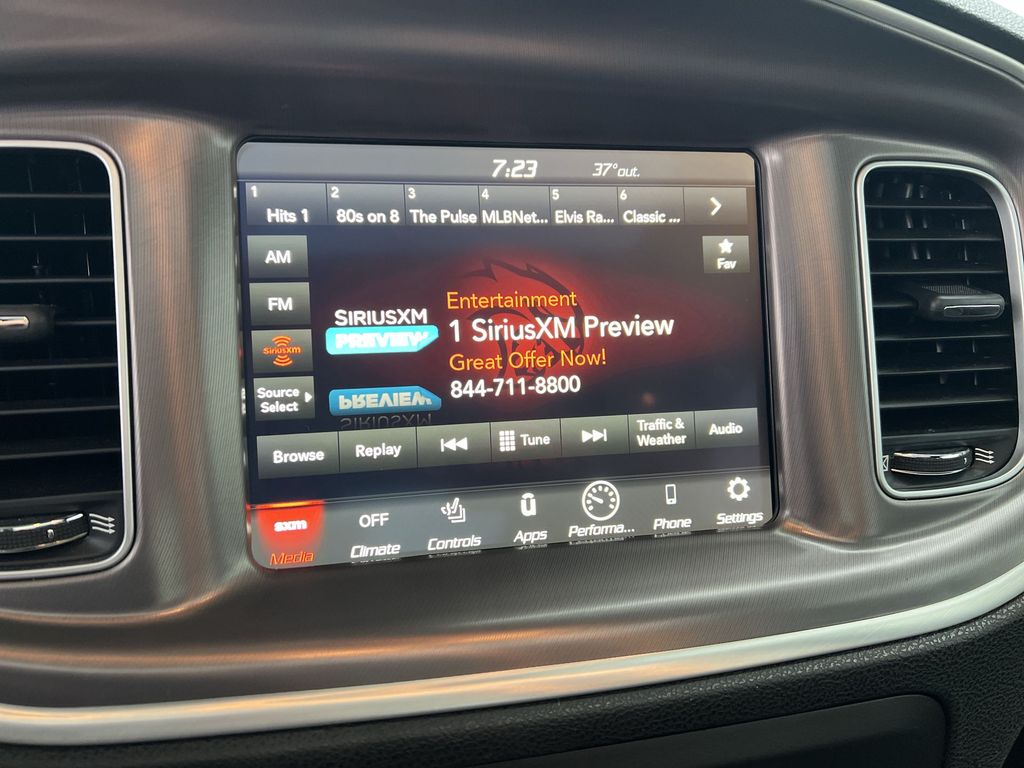 7:23 37°out.
1 2 3 4 5 6
Hits 1 80s on 8 The Pulse MLBNet... Elvis Ra... Classic ...
AM
Fav
FM
SIRIUSXM
PREVIEW
Entertainment
1 SiriusXM Preview
Great Offer Now!
844-711-8800
SiriusXm
Source
Select
PREVIEW
SIRIUSXM
Browse Replay Tune Traffic &
Weather Audio
sxm OFF
Media Climate Controls Apps Performa... Phone Settings